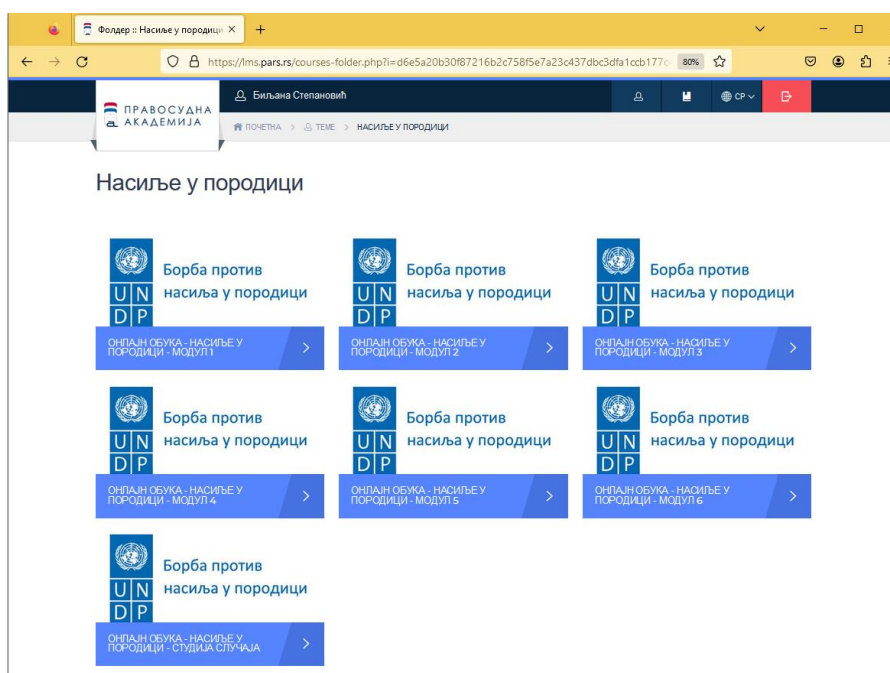 Фолдер :: Насиље у породици
https://lms.pars.rs/courses-folder.php?i=d6e5a20b30f87216b2c758f5e7a23c437dbc3dfa1ccb177
80%
ПРАВОСУДНА
АКАДЕМИЈА
Биљана Степановић
СР
ПОЧЕТНА > ТЕМЕ > НАСИЉЕ У ПОРОДИЦИ
Насиље у породици
U N
D P
Борба против
насиља у породици
ОНЛАЈН ОБУКА - НАСИЉЕ У
ПОРОДИЦИ - МОДУЛ 1
U N
D P
Борба против
насиља у породици
ОНЛАЈН ОБУКА - НАСИЉЕ У
ПОРОДИЦИ - МОДУЛ 2
U N
D P
Борба против
насиља у породици
ОНЛАЈН ОБУКА - НАСИЉЕ У
ПОРОДИЦИ - МОДУЛ 3
U N
D P
Борба против
насиља у породици
ОНЛАЈН ОБУКА - НАСИЉЕ У
ПОРОДИЦИ - МОДУЛ 4
U N
D P
Борба против
насиља у породици
ОНЛАЈН ОБУКА - НАСИЉЕ У
ПОРОДИЦИ - МОДУЛ 5
U N
D P
Борба против
насиља у породици
ОНЛАЈН ОБУКА - НАСИЉЕ У
ПОРОДИЦИ - МОДУЛ 6
U N
D P
Борба против
насиља у породици
ОНЛАЈН ОБУКА - НАСИЉЕ У
ПОРОДИЦИ - СТУДИЈА СЛУЧАЈА